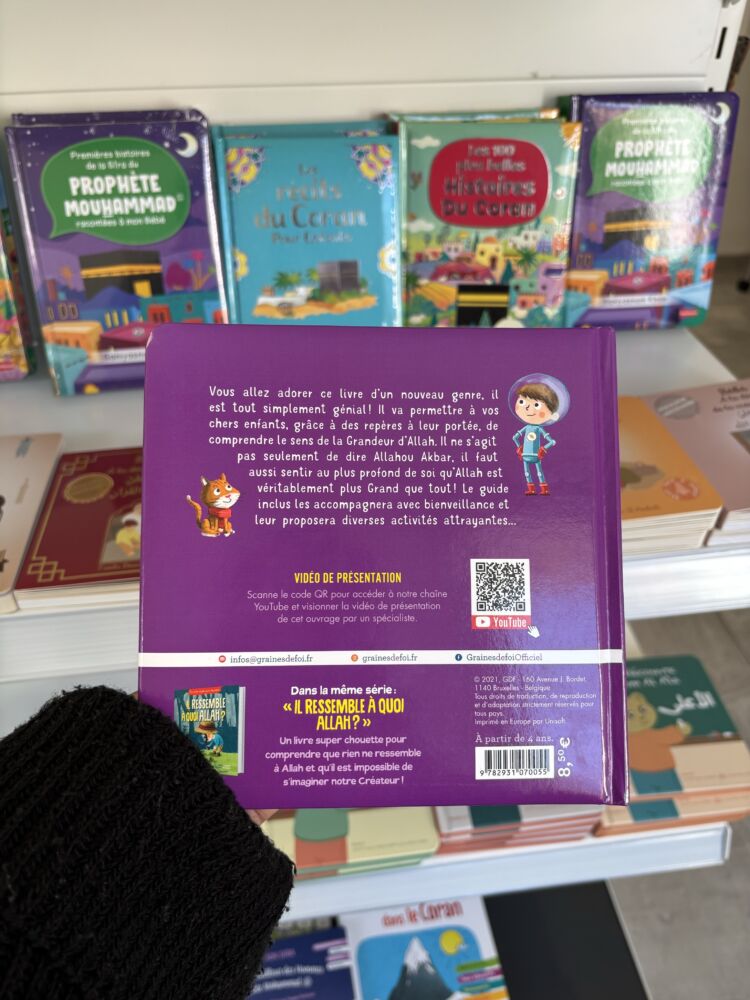 Premières histoires
de la Sîra du
PROPHÈTE
MOUHAMMAD
racontées à mon Bébé
récits
du Coran
Les 100
plus belles
Histoires
Du Coran
PROPHÈTE
MOUHAMMAD
racontées à mon Bébé
Vous allez adorer ce livre d'un nouveau genre, il
est tout simplement génial! Il va permettre à vos
chers enfants, grâce à des repères à leur portée, de
comprendre le sens de la Grandeur d'Allah. Il ne s'agit
pas seulement de dire Allahou Akbar, il faut
aussi sentir au plus profond de soi qu'Allah est
véritablement plus Grand que tout! Le guide
inclus les accompagnera avec bienveillance et
leur proposera diverses activités attrayantes...
VIDÉO DE PRÉSENTATION
Scanne le code QR pour accéder à notre chaîne
YouTube et visionner la vidéo de présentation
de cet ouvrage par un spécialiste.
YouTube
infos@grainesdefoi.fr
grainesdefoi.fr
GrainesdefoiOfficiel
IL RESSEMBLE
À QUOI
ALLAH?
Dans la même série :
« IL RESSEMBLE À QUOI
ALLAH? »
Un livre super chouette pour
comprendre que rien ne ressemble
à Allah et qu'il est impossible de
s'imaginer notre Créateur !
© 2021, GDF - 160 Avenue J. Bordet,
1140 Bruxelles - Belgique
Tous droits de traduction, de reproduction
et d'adaptation strictement réservés pour
tous pays.
Imprimé en Europe par Unisoft
À partir de 4 ans.
9 782931 070055
8,50 €
dans le Coran